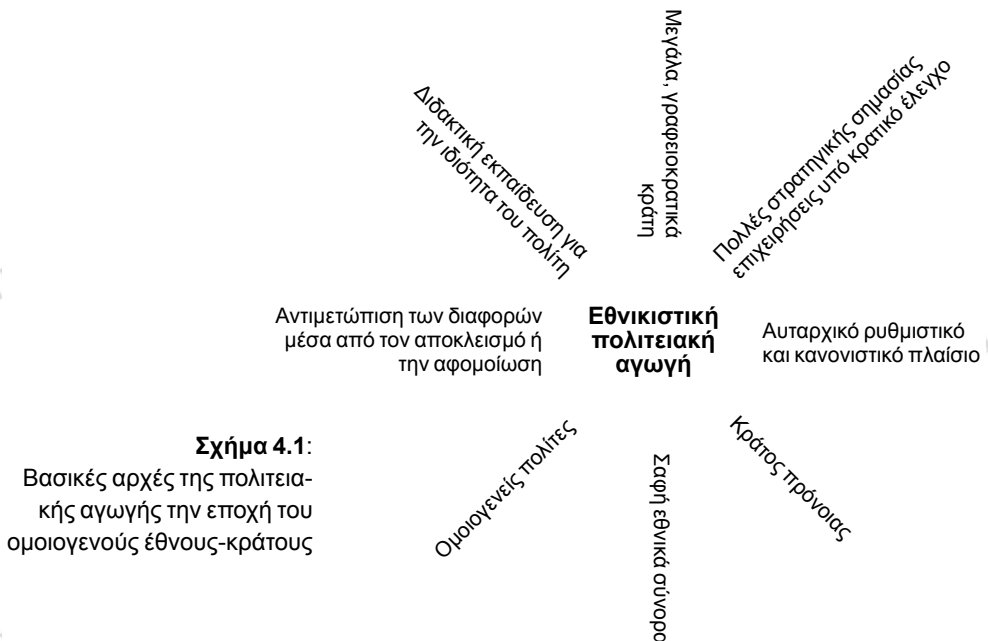 Μεγάλα, γραφειοκρατικά
κράτη
Διδακτική εκπαίδευση για
την ιδιότητα του πολίτη
Πολλές στρατηγικής σημασίας
επιχειρήσεις υπό κρατικό έλεγχο
Αντιμετώπιση των διαφορών
μέσα από τον αποκλεισμό ή
την αφομοίωση
Εθνικιστική
πολιτειακή
αγωγή
Αυταρχικό ρυθμιστικό
και κανονιστικό πλαίσιο
Ομοιογενείς πολίτες
Σαφή εθνικά σύνορα
Κράτος πρόνοιας
Σχήμα 4.1:
Βασικές αρχές της πολιτεια-
κής αγωγής την εποχή του
ομοιογενούς έθνους-κράτους